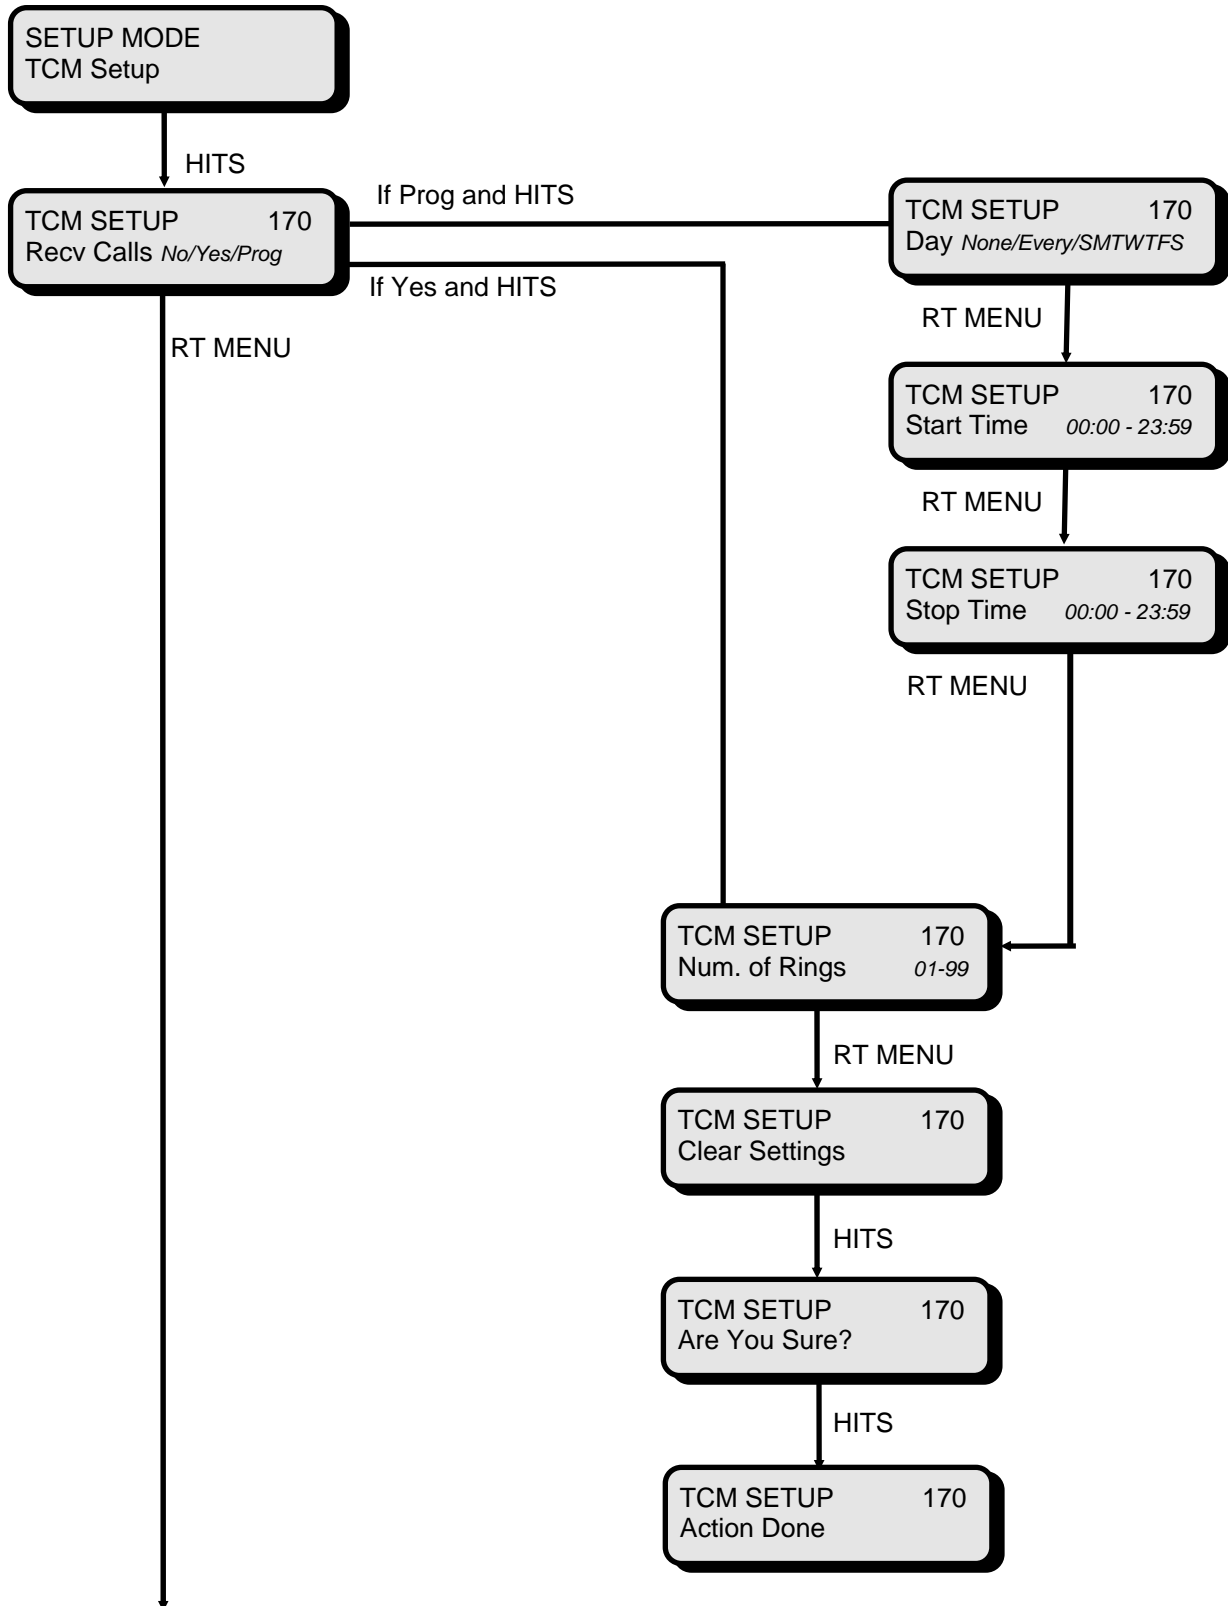 SETUP MODE
TCM Setup
HITS
TCM SETUP 170
Recv Calls No/Yes/Prog
If Prog and HITS
If Yes and HITS
RT MENU
TCM SETUP 170
Day None/Every/SMTWTFS
RT MENU
TCM SETUP 170
Start Time 00:00 - 23:59
RT MENU
TCM SETUP 170
Stop Time 00:00 - 23:59
RT MENU
TCM SETUP 170
Num. of Rings 01-99
RT MENU
TCM SETUP 170
Clear Settings
HITS
TCM SETUP 170
Are You Sure?
HITS
TCM SETUP 170
Action Done